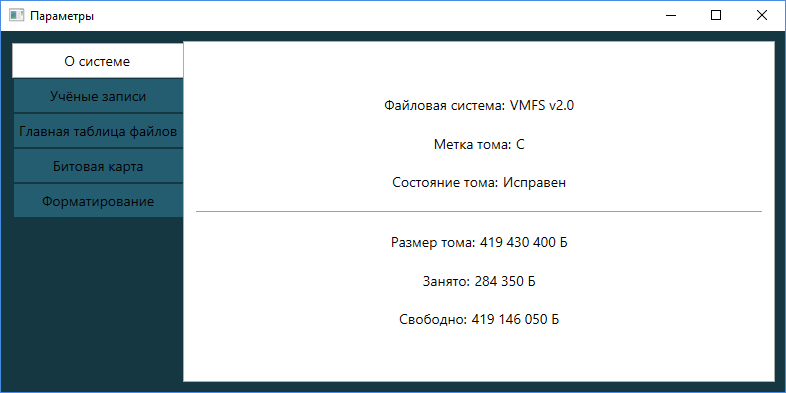 Параметры
О системе
Учёные записи
Главная таблица файлов
Битовая карта
Форматирование
Файловая система: VMFS v2.0
Метка тома: C
Состояние тома: Исправен
Размер тома: 419 430 400 Б
Занято: 284 350 Б
Свободно: 419 146 050 Б